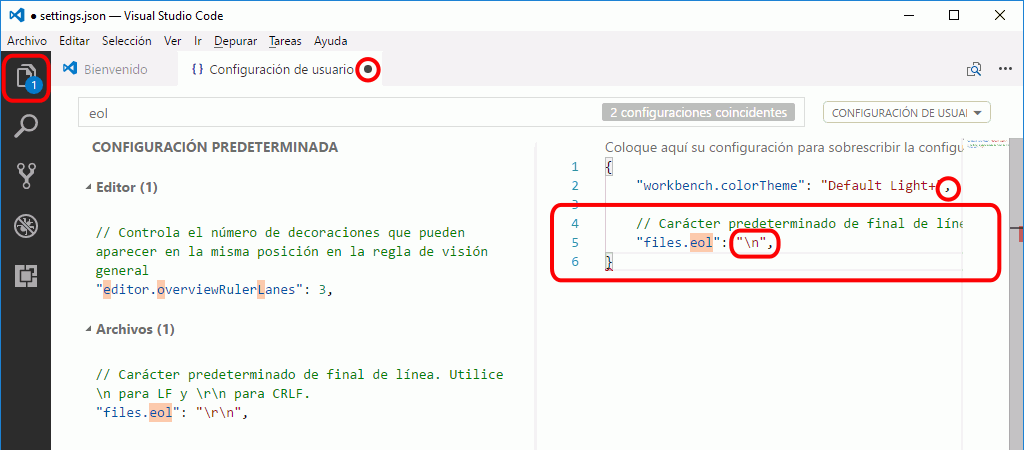 ● settings.json — Visual Studio Code
Archivo Editar Selección Ver Ir Depurar Tareas Ayuda
1
Bienvenido
{ } Configuración de usuario ●
eol
2 configuraciones coincidentes
CONFIGURACIÓN DE USUAI
CONFIGURACIÓN PREDETERMINADA
Editor (1)
// Controla el número de decoraciones que pueden
aparecer en la misma posición en la regla de visión
general
"editor.overviewRulerLanes": 3,
Archivos (1)
// Carácter predeterminado de final de línea. Utilice
\n para LF y \r\n para CRLF.
"files.eol": "\r\n",
Coloque aquí su configuración para sobrescribir la configu
1 {
2 "workbench.colorTheme": "Default Light+",
3
4 // Carácter predeterminado de final de líne
5 "files.eol": "\n",
6 }